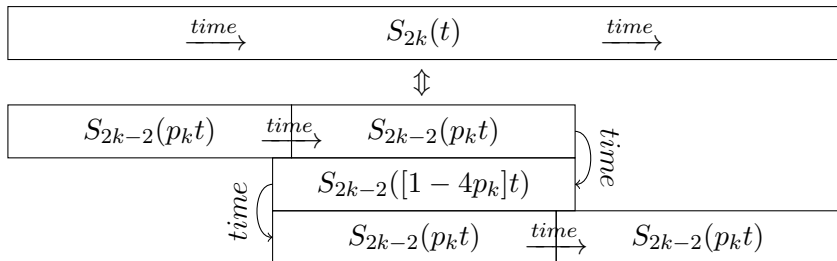 $S_{2k}(t)$
time time
⇕
$S_{2k-2}(p_k t)$ time $S_{2k-2}(p_k t)$
time
$S_{2k-2}([1-4p_k]t)$
time
$S_{2k-2}(p_k t)$ time $S_{2k-2}(p_k t)$